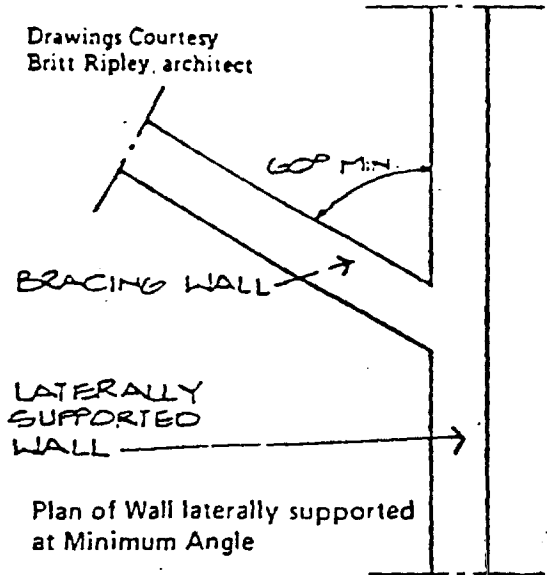 Drawings Courtesy
Britt Ripley, architect
60° MIN.
BRACING WALL
LATERALLY
SUPPORTED
WALL
Plan of Wall laterally supported
at Minimum Angle